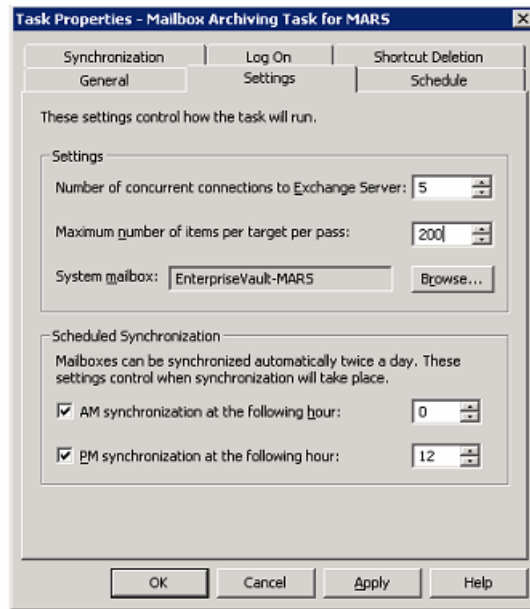 Task Properties - Mailbox Archiving Task for MARS
Synchronization
Log On
Shortcut Deletion
General
Settings
Schedule
These settings control how the task will run.
Settings
Number of concurrent connections to Exchange Server:
5
Maximum number of items per target per pass:
200
System mailbox:
EnterpriseVault-MARS
Browse...
Scheduled Synchronization
Mailboxes can be synchronized automatically twice a day. These
settings control when synchronization will take place.
AM synchronization at the following hour:
0
PM synchronization at the following hour:
12
OK
Cancel
Apply
Help